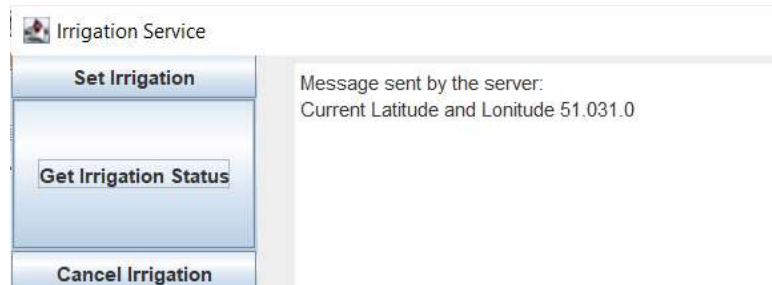 Irrigation Service
Set Irrigation
Message sent by the server:
Current Latitude and Lonitude 51.031.0
Get Irrigation Status
Cancel Irrigation